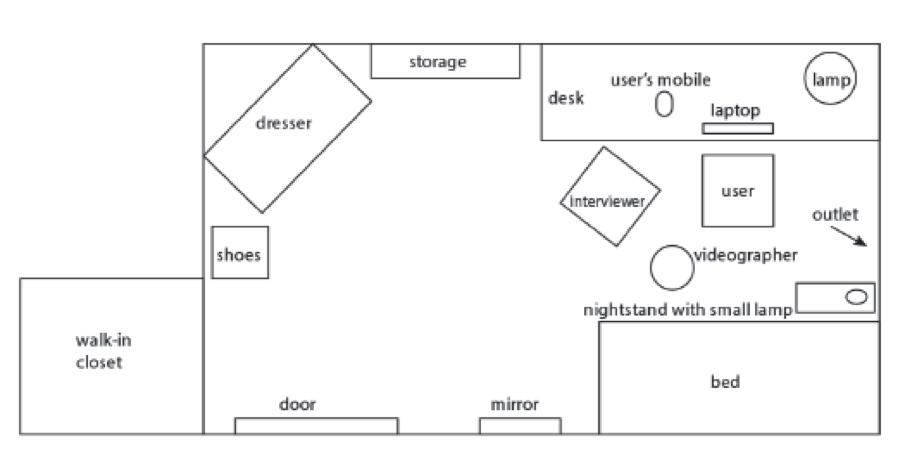 storage
user's mobile
lamp
desk
laptop
dresser
user
interviewer
outlet
shoes
videographer
nightstand with small lamp
walk-in
closet
bed
door
mirror